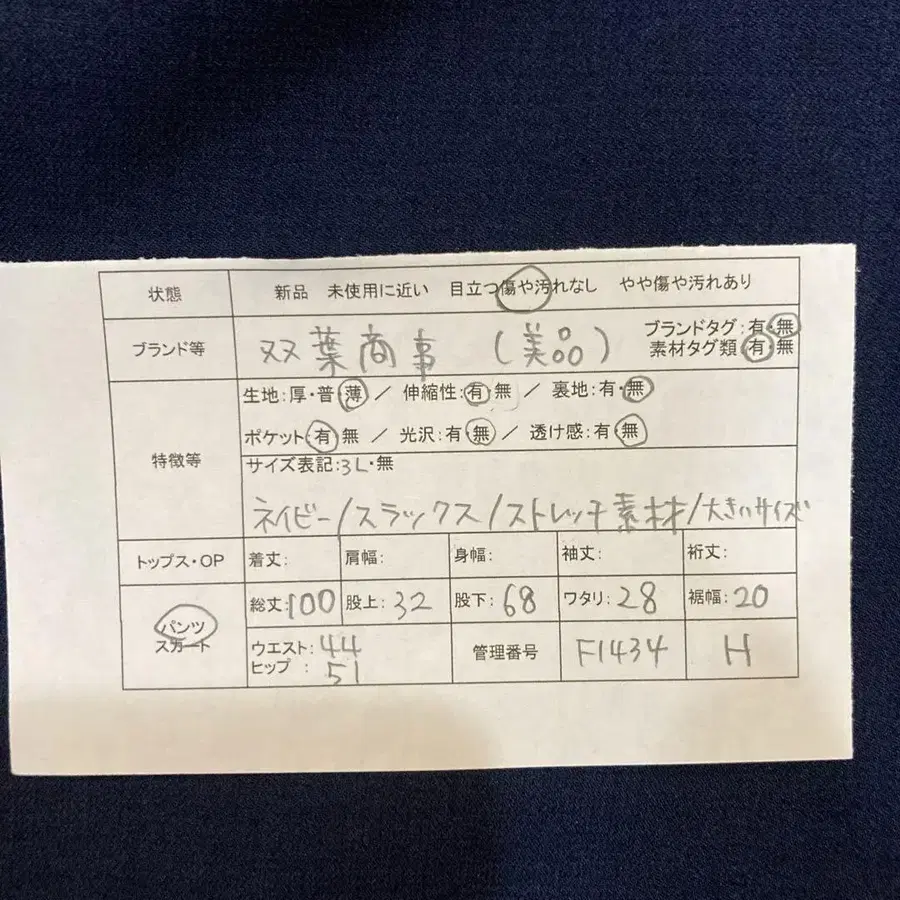 状態 新品 未使用に近い 目立つ傷や汚れなし やや傷や汚れあり
ブランド等 双葉商事 (美品) ブランドタグ:有・無
素材タグ類:有・無
特徴等 生地:厚・普・薄 / 伸縮性:有・無 / 裏地:有・無
ポケット:有・無 / 光沢:有・無 / 透け感:有・無
サイズ表記:3L・無
ネイビー/スラックス/ストレッチ素材/大きいサイズ
トップス・OP 着丈: 肩幅: 身幅: 袖丈: 裄丈:
パンツ スカート 総丈:100 股上:32 股下:68 ワタリ:28 裾幅:20
ウエスト:44 管理番号 F1434 H
ヒップ:51